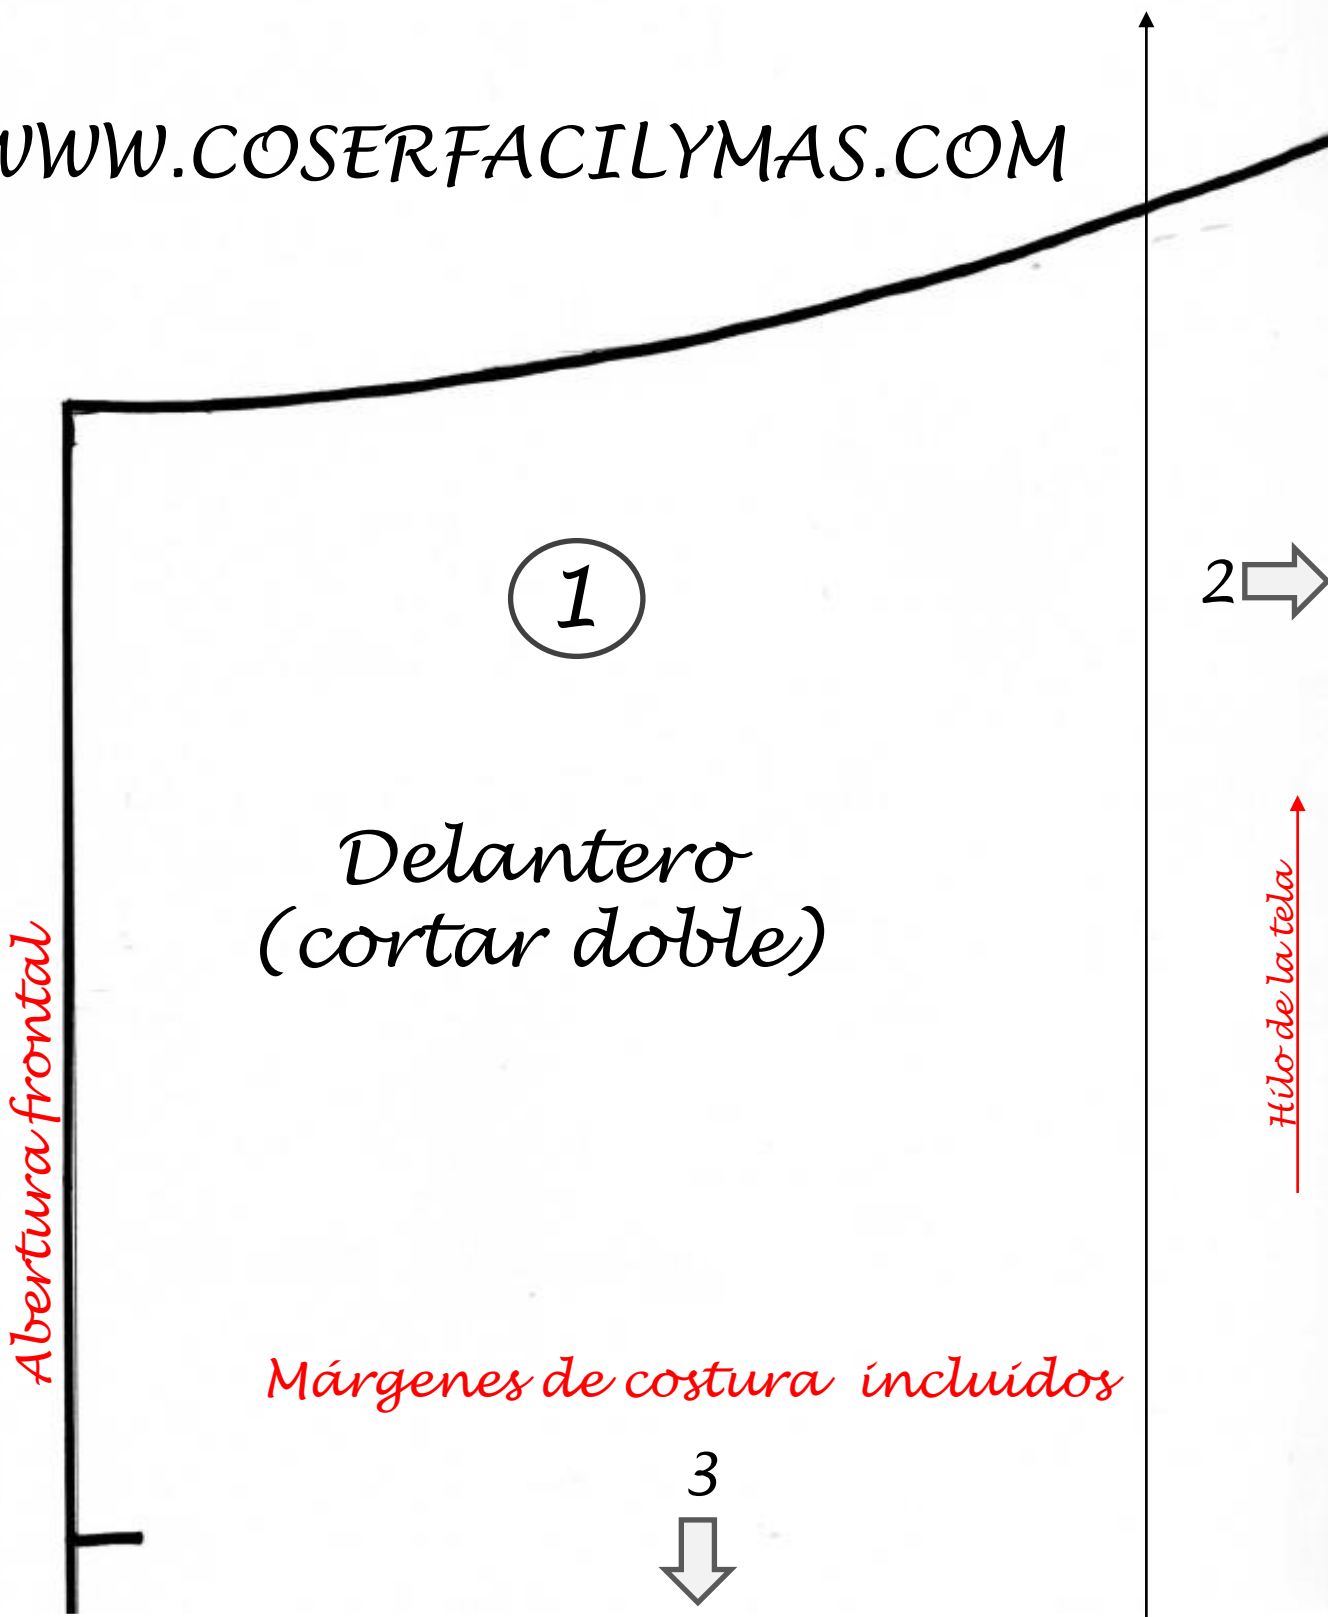 WWW.COSERFACILYMAS.COM
1
2
Delantero
(cortar doble)
Abertura frontal
Hilo de la tela
Márgenes de costura incluidos
3